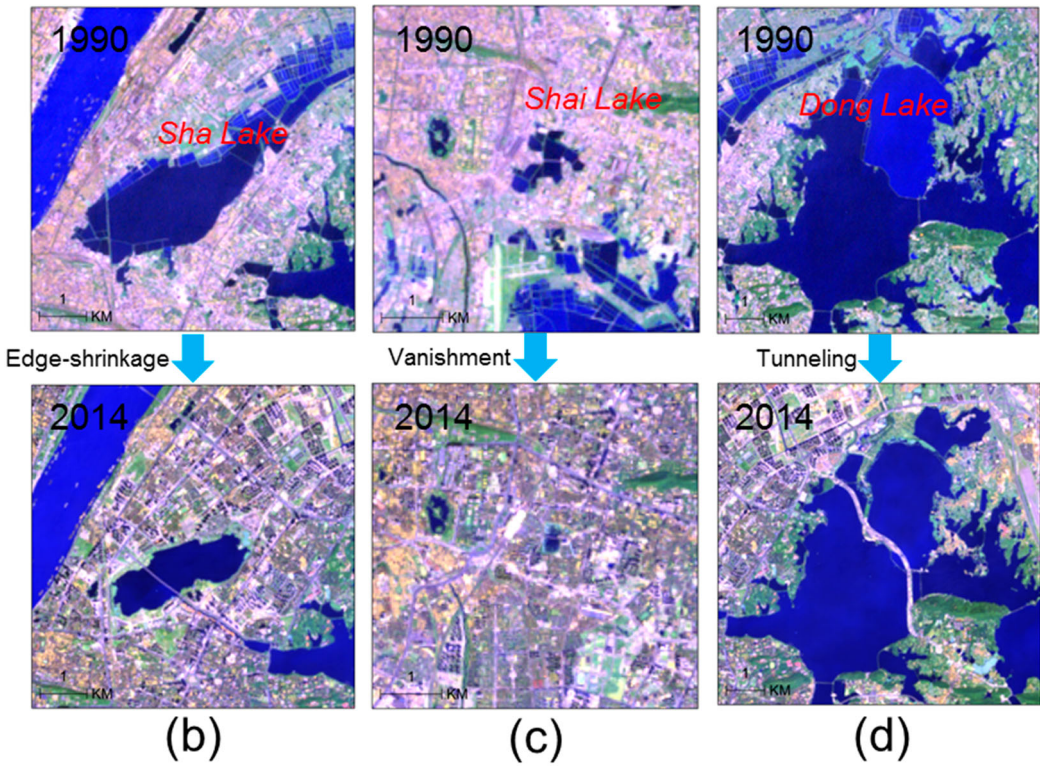 1990
Sha Lake
1
KM
1990
Shai Lake
1
KM
1990
Dong Lake
1
KM
Edge-shrinkage
Vanishment
Tunneling
2014
1
KM
2014
1
KM
2014
1
KM
(b)
(c)
(d)